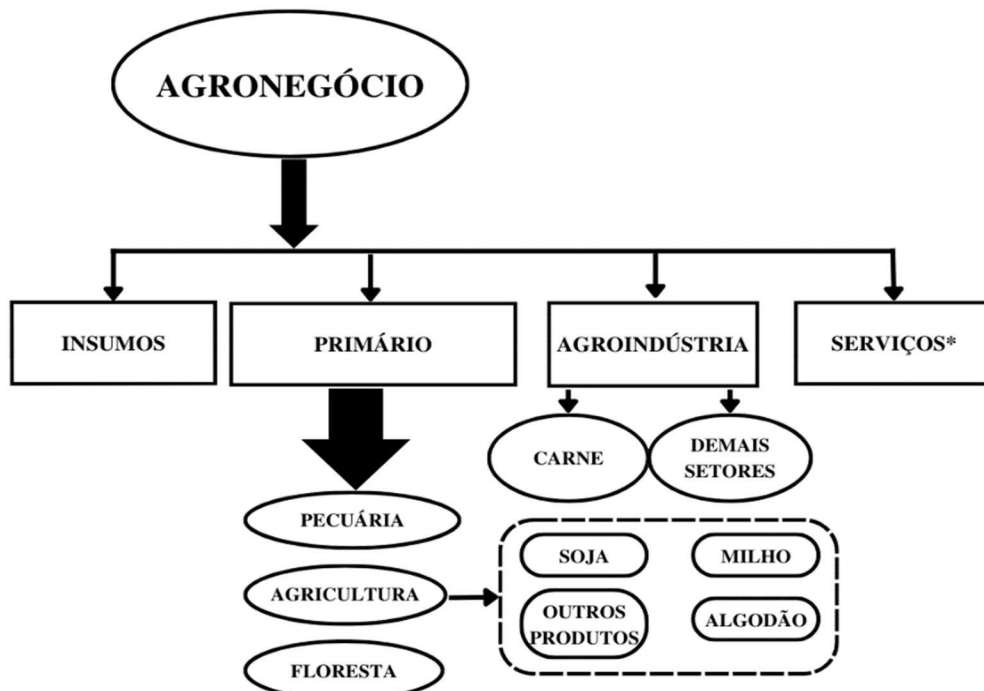 AGRONEGÓCIO
INSUMOS
PRIMÁRIO
AGROINDÚSTRIA
SERVIÇOS*
CARNE
DEMAIS
SETORES
PECUÁRIA
AGRICULTURA
FLORESTA
SOJA
MILHO
OUTROS
PRODUTOS
ALGODÃO